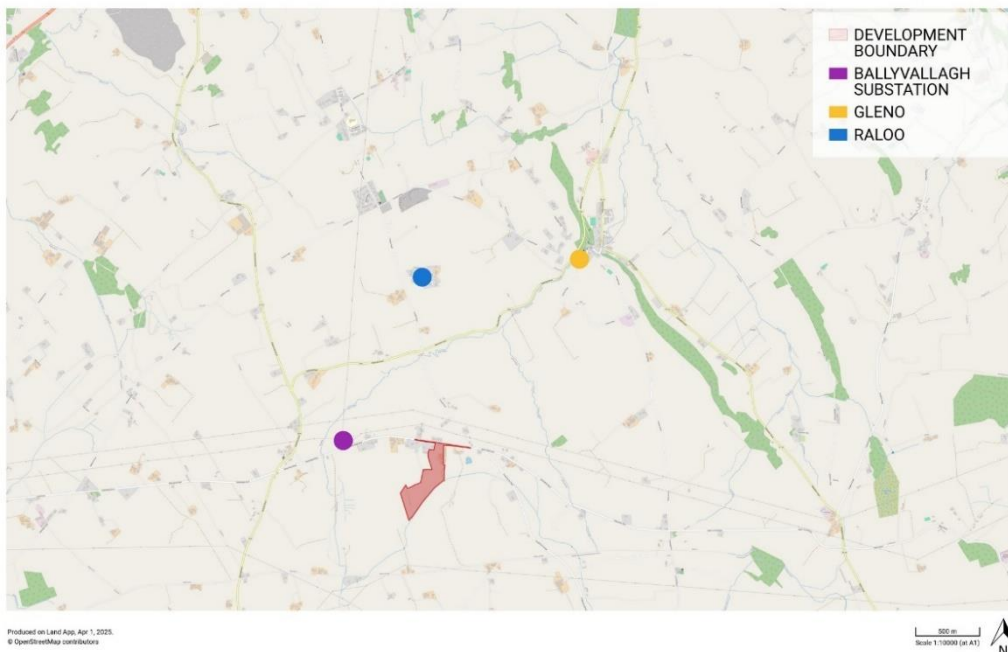 DEVELOPMENT
BOUNDARY
BALLYVALLAGH
SUBSTATION
GLENO
RALOO
Produced on Land App, Apr 1, 2025.
© OpenStreetMap contributors
500 m
Scale 1:10000 (at A1)
N